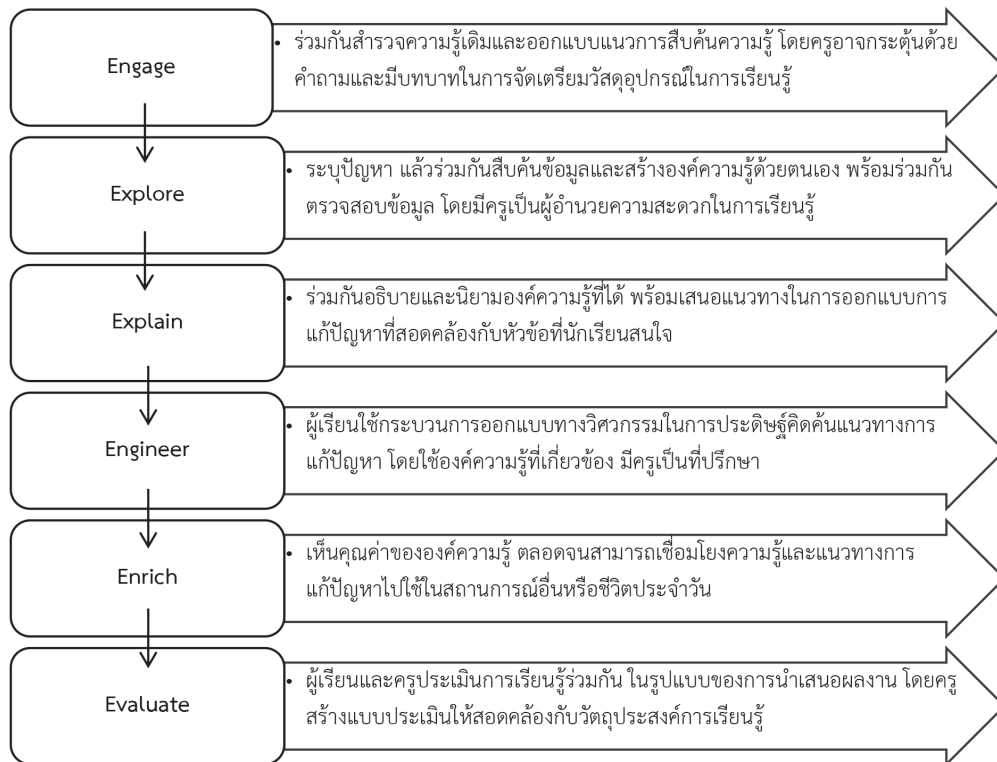 Engage
• ร่วมกันสำรวจความรู้เดิมและออกแบบแนวการสืบค้นความรู้ โดยครูอาจกระตุ้นด้วย
คำถามและมีบทบาทในการจัดเตรียมวัสดุอุปกรณ์ในการเรียนรู้
Explore
• ระบุปัญหา แล้วร่วมกันสืบค้นข้อมูลและสร้างองค์ความรู้ด้วยตนเอง พร้อมร่วมกัน
ตรวจสอบข้อมูล โดยมีครูเป็นผู้อำนวยความสะดวกในการเรียนรู้
Explain
• ร่วมกันอธิบายและนิยามองค์ความรู้ที่ได้ พร้อมเสนอแนวทางในการออกแบบการ
แก้ปัญหาที่สอดคล้องกับหัวข้อที่นักเรียนสนใจ
Engineer
• ผู้เรียนใช้กระบวนการออกแบบทางวิศวกรรมในการประดิษฐ์คิดค้นแนวทางการ
แก้ปัญหา โดยใช้องค์ความรู้ที่เกี่ยวข้อง มีครูเป็นที่ปรึกษา
Enrich
• เห็นคุณค่าขององค์ความรู้ ตลอดจนสามารถเชื่อมโยงความรู้และแนวทางการ
แก้ปัญหาไปใช้ในสถานการณ์อื่นหรือชีวิตประจำวัน
Evaluate
• ผู้เรียนและครูประเมินการเรียนรู้ร่วมกัน ในรูปแบบของการนำเสนอผลงาน โดยครู
สร้างแบบประเมินให้สอดคล้องกับวัตถุประสงค์การเรียนรู้